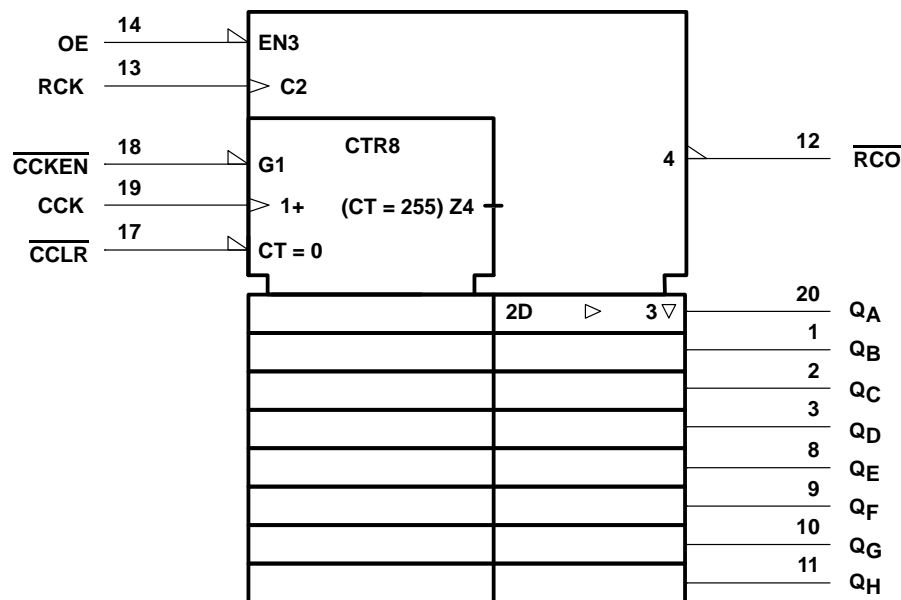 OE 14 EN3
RCK 13 C2
CTR8
CCKEN 18 G1
4 12 RCO
CCK 19 1+ (CT = 255) Z4
CCLR 17 CT = 0
2D 3 20 QA
1 QB
2 QC
3 QD
8 QE
9 QF
10 QG
11 QH